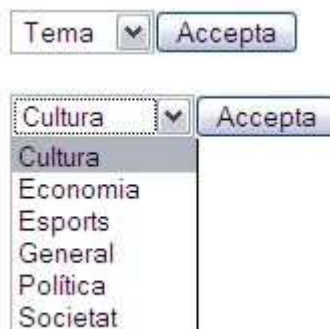 Tema Accepta
Cultura Accepta
Cultura
Economia
Esports
General
Política
Societat